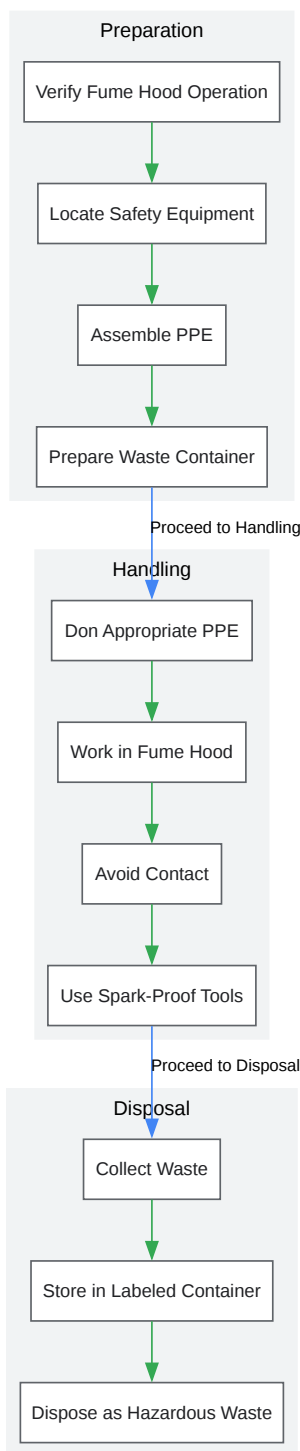 Preparation
Verify Fume Hood Operation
Locate Safety Equipment
Assemble PPE
Prepare Waste Container
Proceed to Handling
Handling
Don Appropriate PPE
Work in Fume Hood
Avoid Contact
Use Spark-Proof Tools
Proceed to Disposal
Disposal
Collect Waste
Store in Labeled Container
Dispose as Hazardous Waste